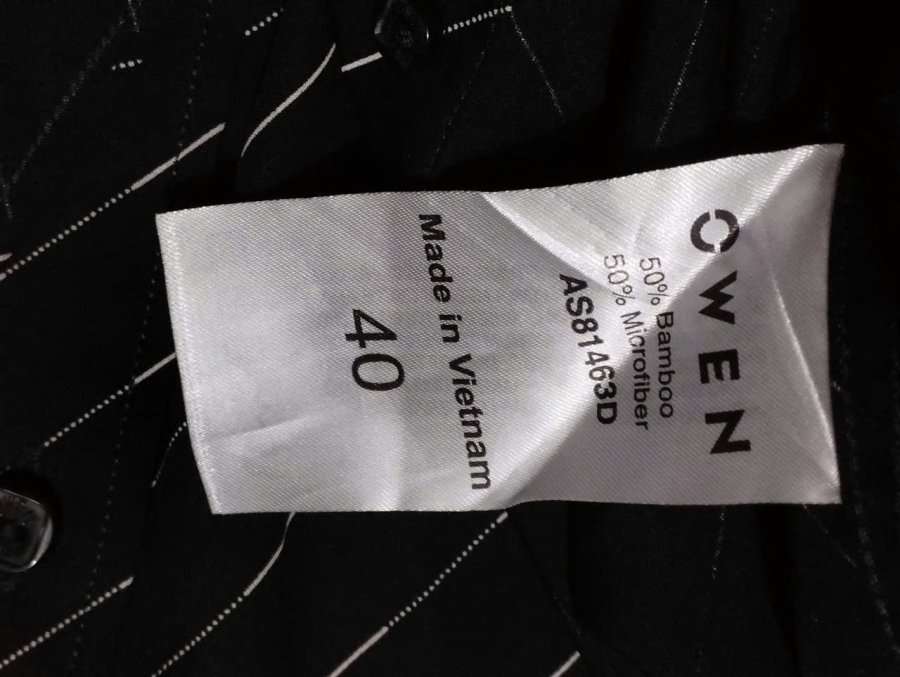 OWEN
50% Bamboo
50% Microfiber
AS81463D
Made in Vietnam
40